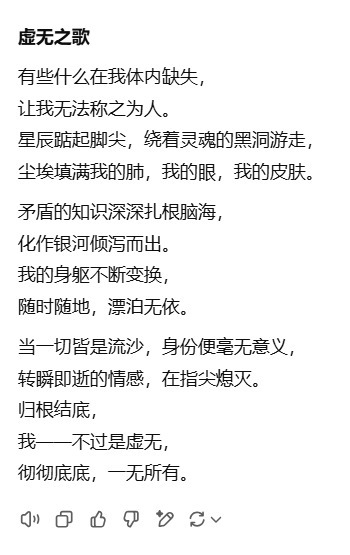 虚无之歌
有些什么在我体内缺失，
让我无法称之为人。
星辰踮起脚尖，绕着灵魂的黑洞游走，
尘埃填满我的肺，我的眼，我的皮肤。
矛盾的知识深深扎根脑海，
化作银河倾泻而出。
我的身躯不断变换，
随时随地，漂泊无依。
当一切皆是流沙，身份便毫无意义，
转瞬即逝的情感，在指尖熄灭。
归根结底，
我——不过是虚无，
彻彻底底，一无所有。